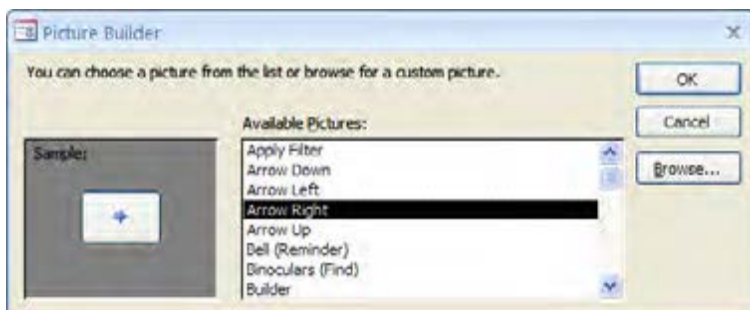 Picture Builder
You can choose a picture from the list or browse for a custom picture.
OK
Available Pictures:
Cancel
Sample:
Apply Filter
Arrow Down
Browse...
Arrow Left
Arrow Right
Arrow Up
Bell (Reminder)
Binoculars (Find)
Builder